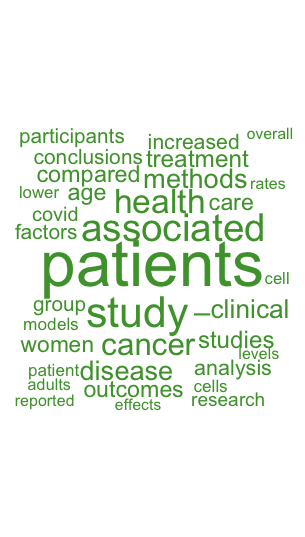 overall
participants increased
conclusions treatment
compared methods rates
lower age health care
covid
factors associated
patients cell
group study – clinical
models
women cancer studies
levels
patient disease analysis
adults outcomes cells
reported effects research